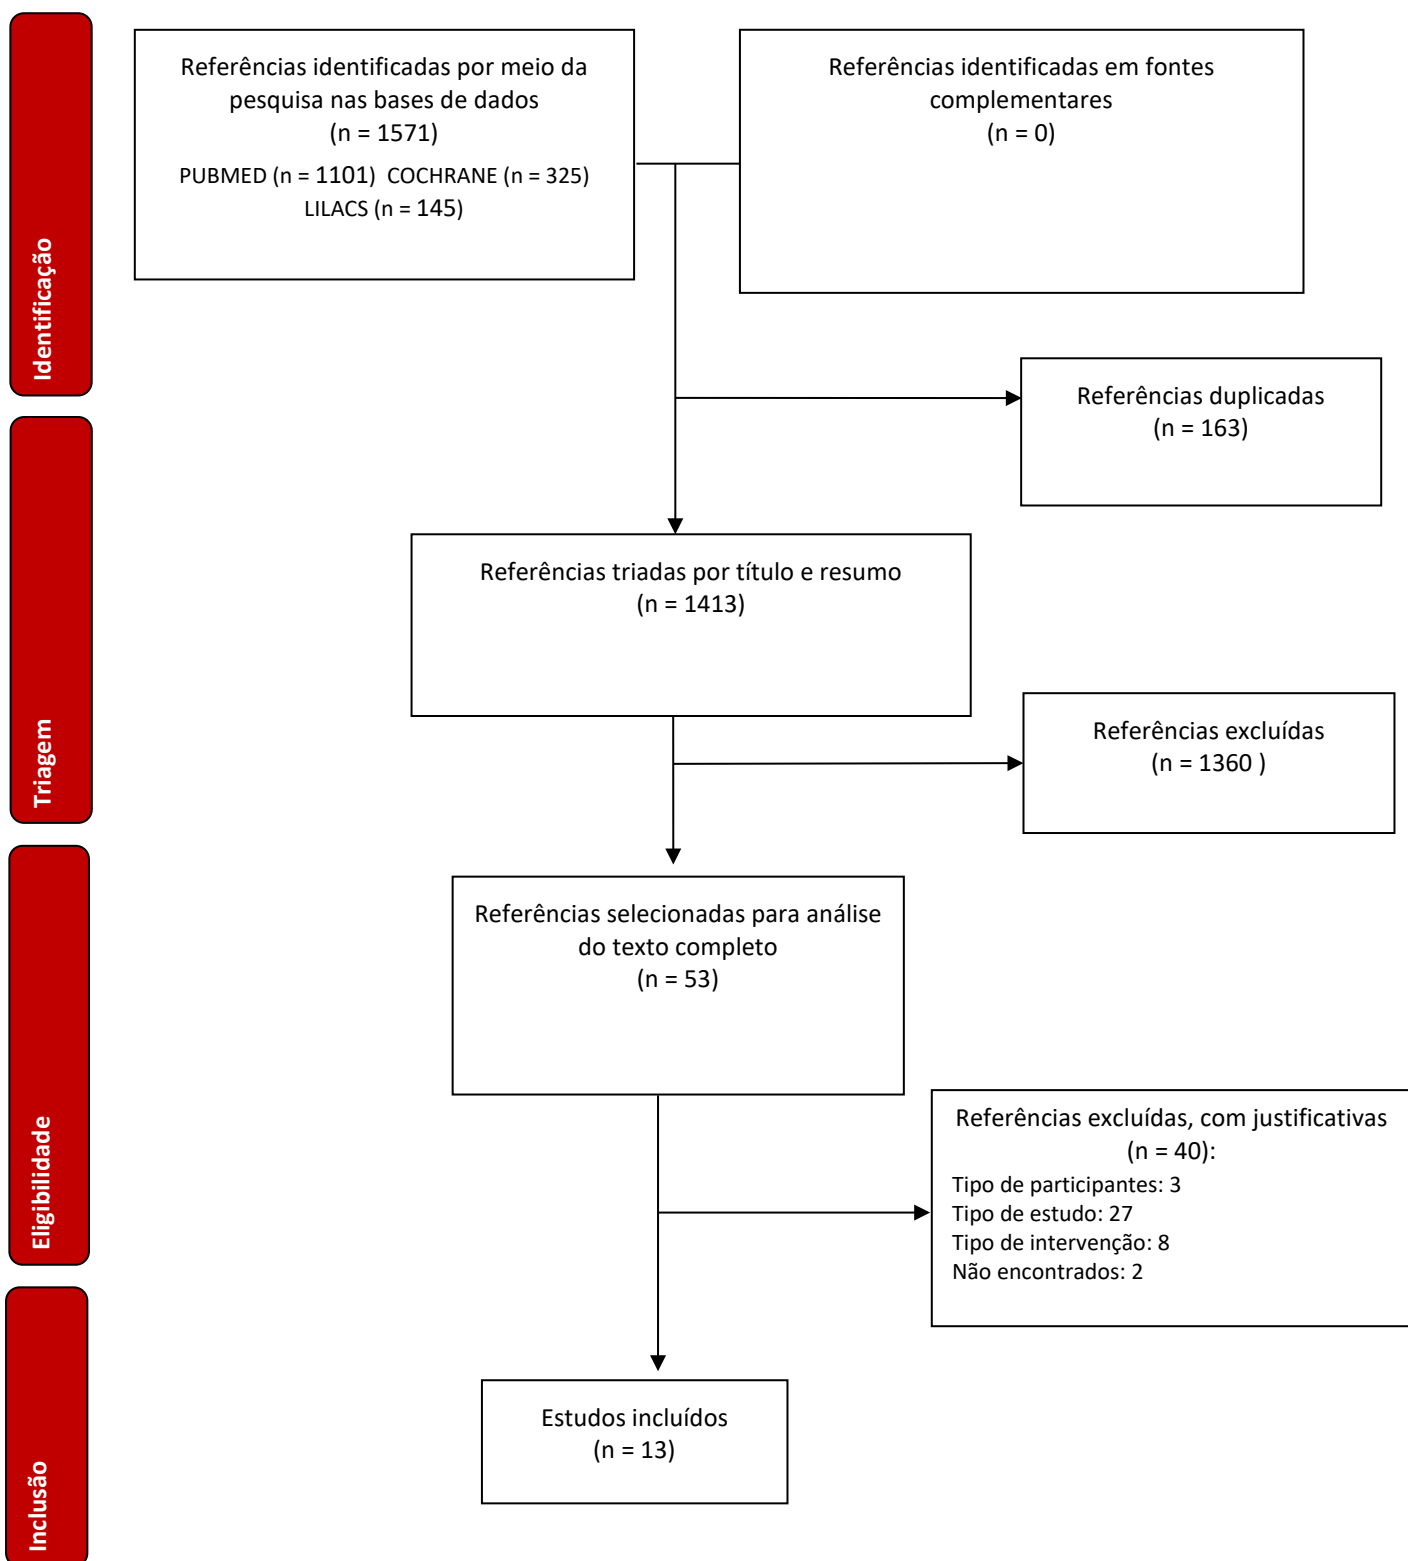 Identificação
Referências identificadas por meio da
pesquisa nas bases de dados
(n = 1571)
PUBMED (n = 1101) COCHRANE (n = 325)
LILACS (n = 145)
Referências identificadas em fontes
complementares
(n = 0)
Referências duplicadas
(n = 163)
Triagem
Referências triadas por título e resumo
(n = 1413)
Referências excluídas
(n = 1360 )
Eligibilidade
Referências selecionadas para análise
do texto completo
(n = 53)
Referências excluídas, com justificativas
(n = 40):
Tipo de participantes: 3
Tipo de estudo: 27
Tipo de intervenção: 8
Não encontrados: 2
Inclusão
Estudos incluídos
(n = 13)